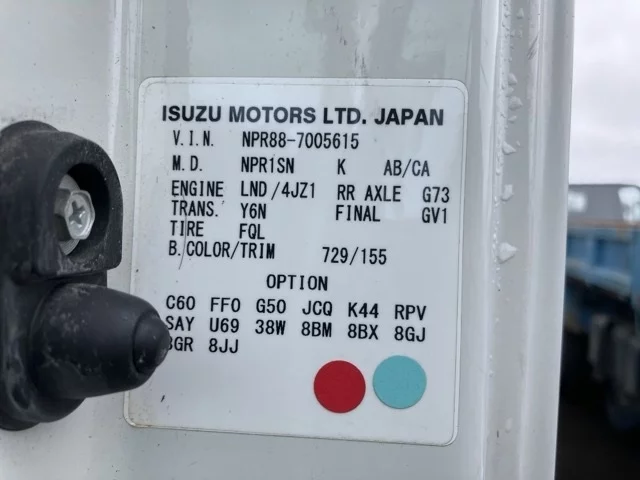 ISUZU MOTORS LTD. JAPAN
V.I.N. NPR88-7005615
M.D. NPR1SN K AB/CA
ENGINE LND/4JZ1 RR AXLE G73
TRANS. Y6N FINAL GV1
TIRE FQL
B.COLOR/TRIM 729/155
OPTION
C60 FF0 G50 JCQ K44 RPV
SAY U69 38W 8BM 8BX 8GJ
8JJ